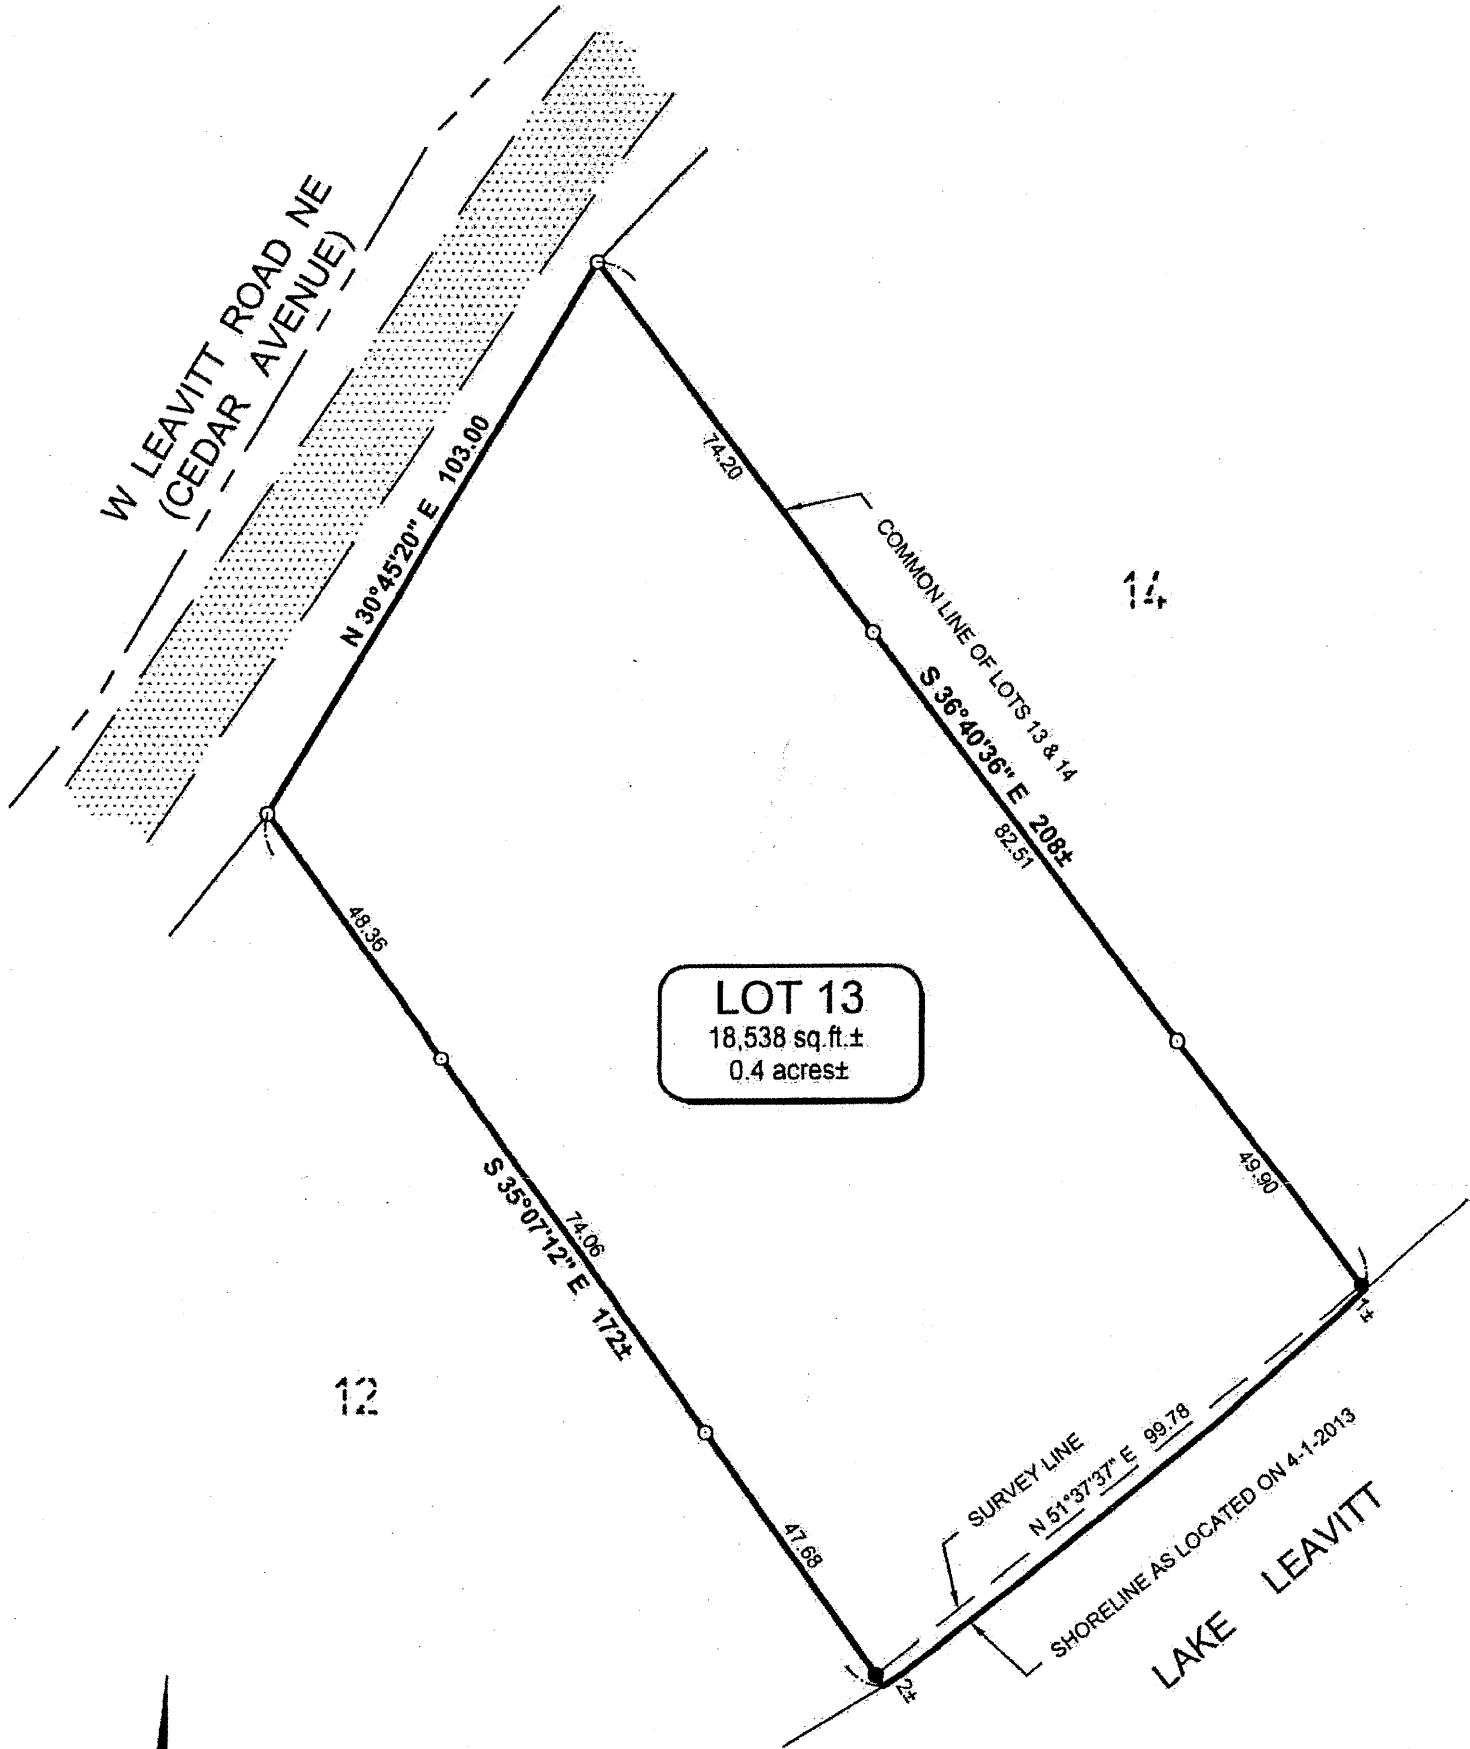 W LEAVITT ROAD NE
(CEDAR AVENUE)
N 30°45'20" E 103.00
74.20
COMMON LINE OF LOTS 13 & 14
14
S 36°40'36" E 208±
82.51
48.36
LOT 13
18,538 sq.ft.±
0.4 acres±
49.90
1±
S 35°07'12" E 172±
74.06
12
47.68
SURVEY LINE
N 51°37'37" E 99.78
SHORELINE AS LOCATED ON 4-1-2013
LAKE LEAVITT
2±